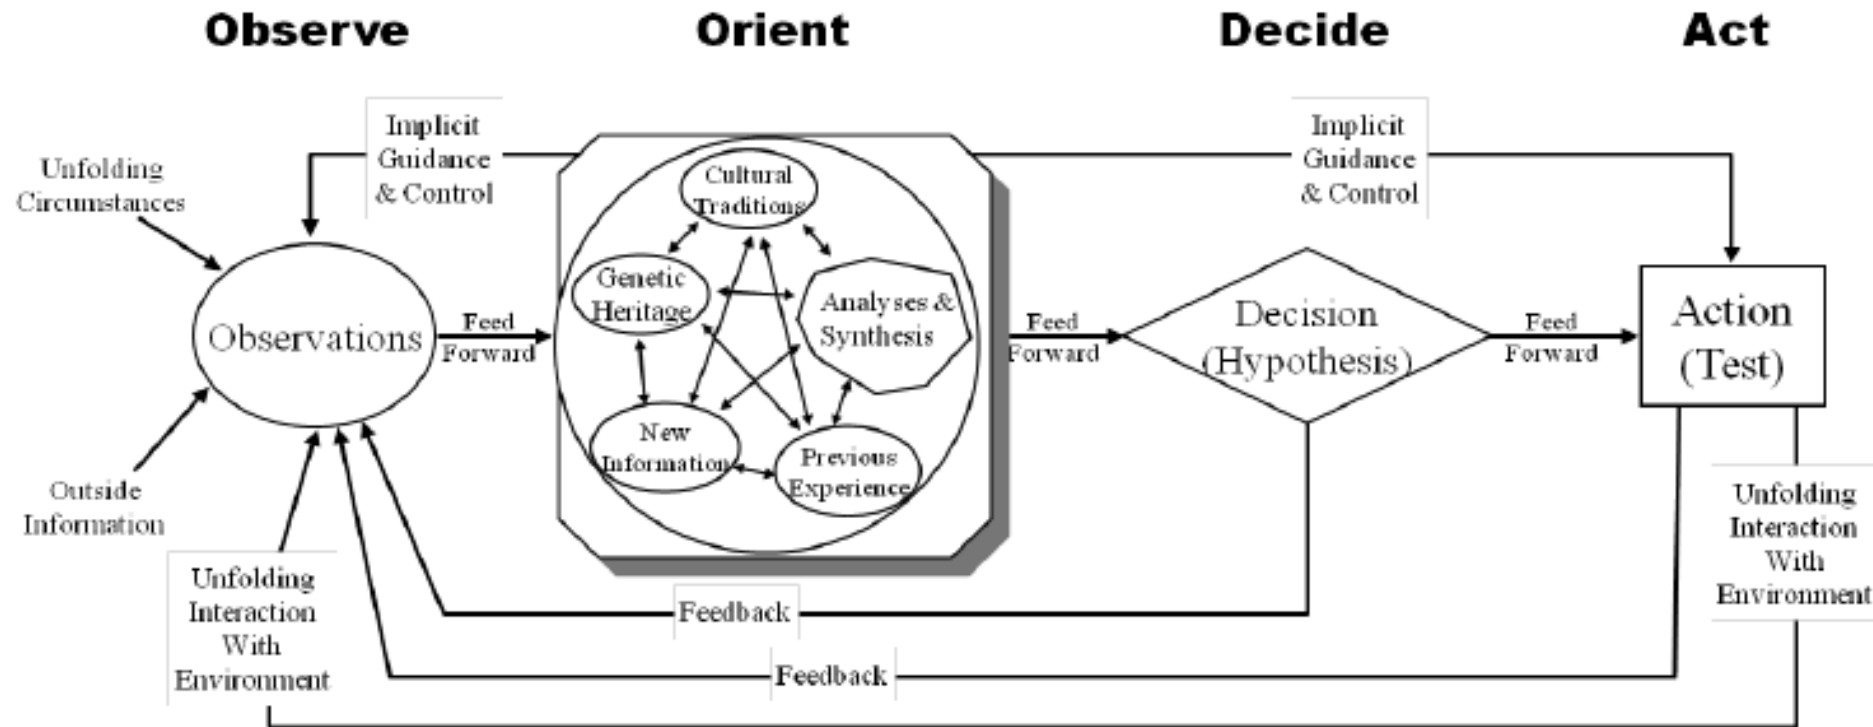 Observe
Orient
Decide
Act
Implicit
Guidance
& Control
Implicit
Guidance
& Control
Unfolding
Circumstances
Cultural
Traditions
Genetic
Heritage
Analyses &
Synthesis
Observations
Feed
Forward
Feed
Forward
Decision
(Hypothesis)
Feed
Forward
Action
(Test)
New
Information
Previous
Experience
Outside
Information
Unfolding
Interaction
With
Environment
Unfolding
Interaction
With
Environment
Feedback
Feedback